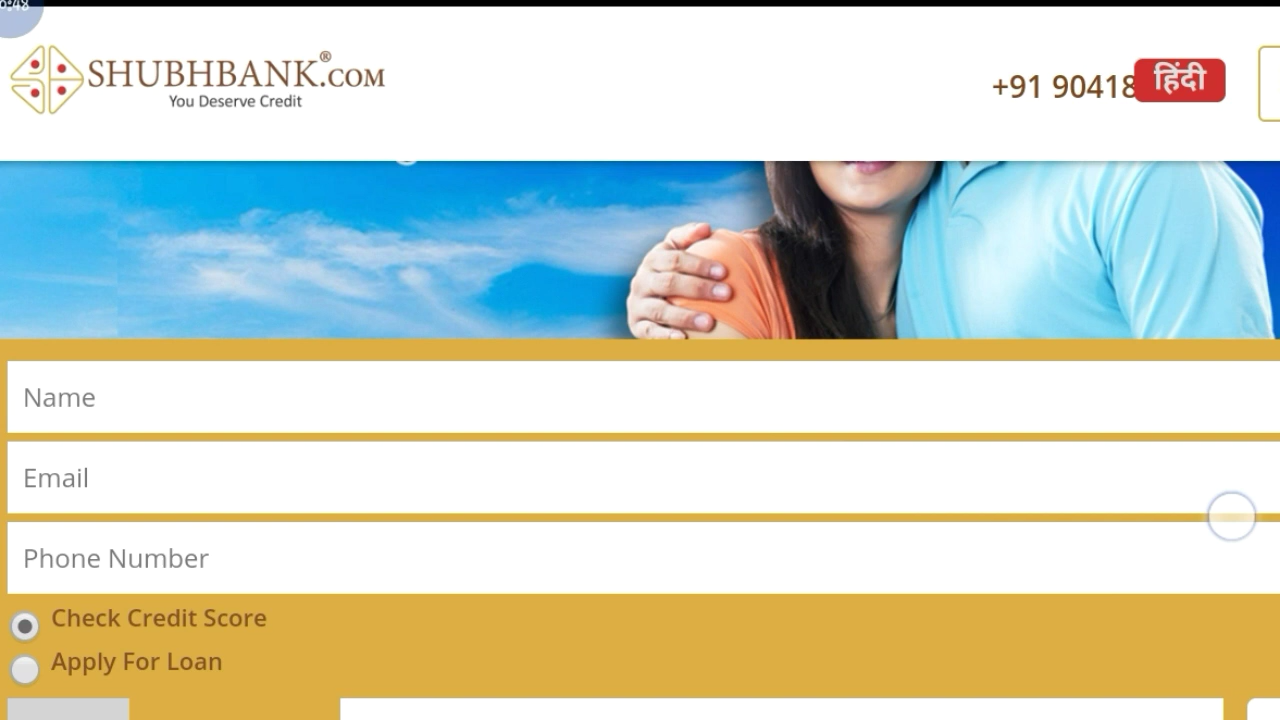 SHUBHBANK.COM®
You Deserve Credit
+91 90418
हिंदी
Name
Email
Phone Number
Check Credit Score
Apply For Loan